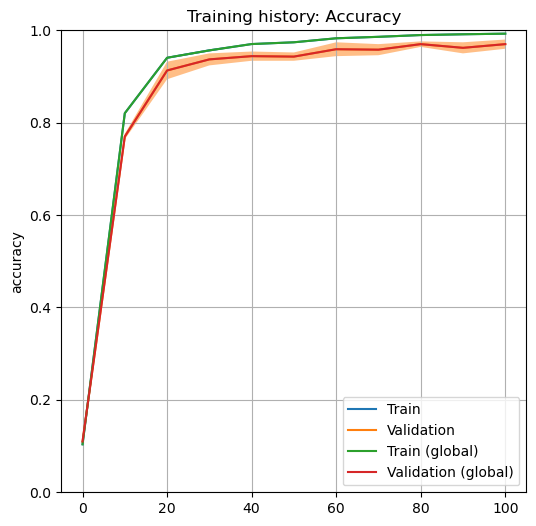 Training history: Accuracy
1.0
0.8
0.6
0.4
0.2
0.0
accuracy
0 20 40 60 80 100
Train
Validation
Train (global)
Validation (global)